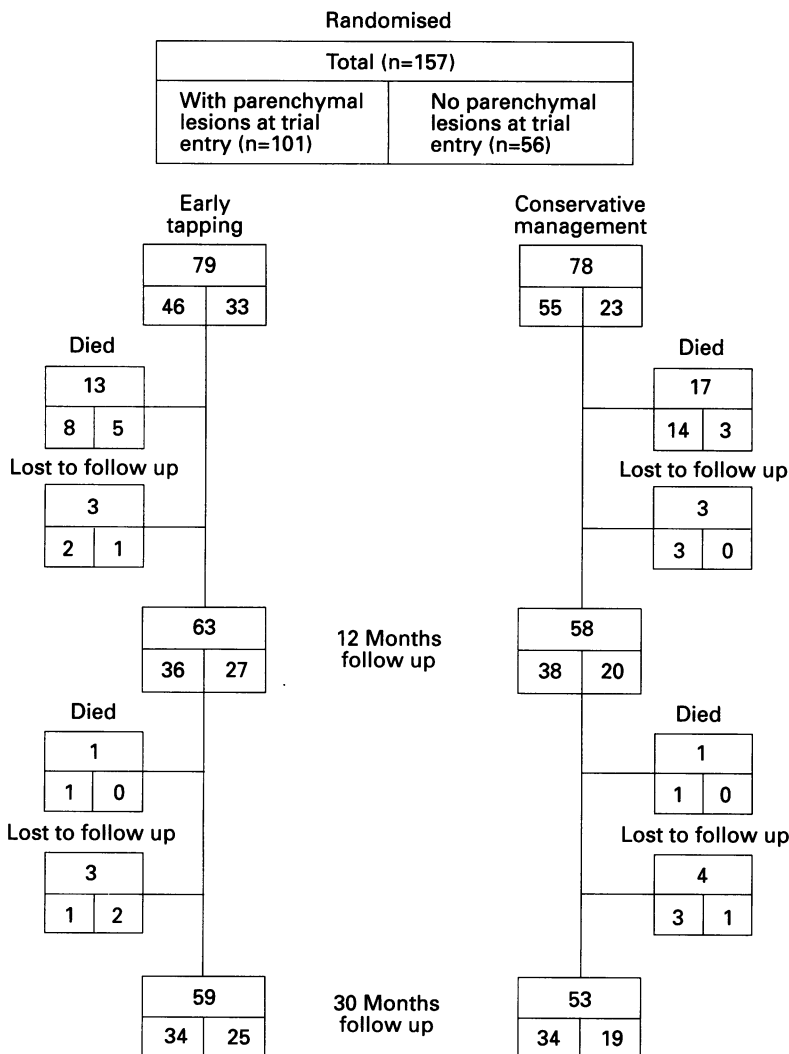 Randomised
Total (n=157)
With parenchymal
lesions at trial
entry (n=101)
No parenchymal
lesions at trial
entry (n=56)
Early
tapping
79
46 33
Conservative
management
78
55 23
Died
13
8 5
Lost to follow up
3
2 1
Died
17
14 3
Lost to follow up
3
3 0
63
36 27
12 Months
follow up
58
38 20
Died
1
1 0
Lost to follow up
3
1 2
Died
1
1 0
Lost to follow up
4
3 1
59
34 25
30 Months
follow up
53
34 19